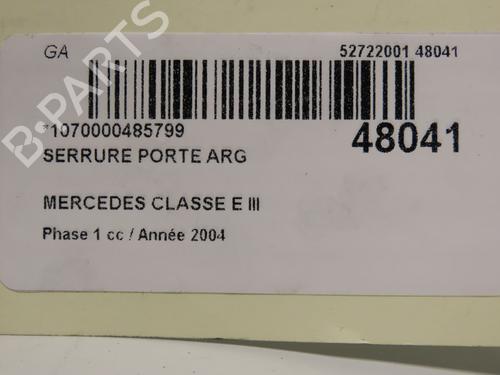 GA 52722001 48041
*1070000485799 48041
SERRURE PORTE ARG
MERCEDES CLASSE E III
Phase 1 cc / Année 2004
B-PARTS